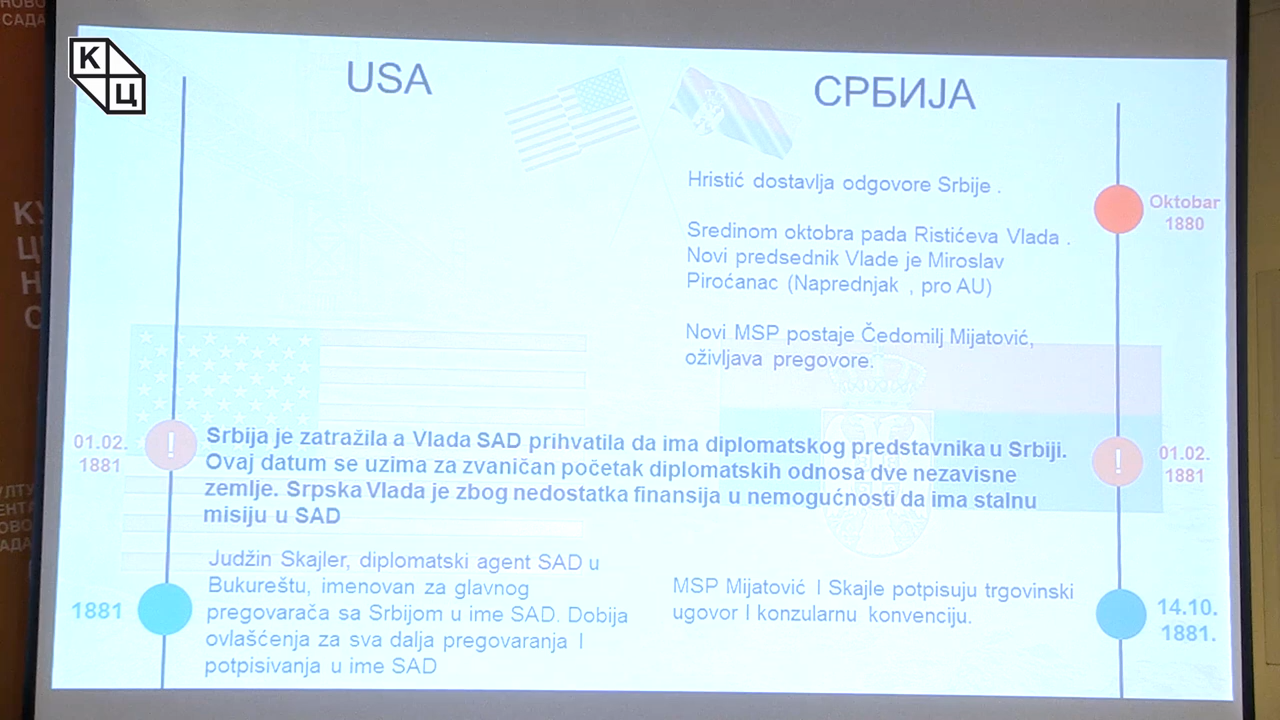 НОВО
САДА
К
Ц
USA
СРБИЈА
Hristić dostavlja odgovore Srbije .
Oktobar
1880
Sredinom oktobra pada Ristićeva Vlada .
Novi predsednik Vlade je Miroslav
Piroćanac (Naprednjak , pro AU)
Novi MSP postaje Čedomilj Mijatović,
oživljava pregovore.
01.02.
1881
!
Srbija je zatražila a Vlada SAD prihvatila da ima diplomatskog predstavnika u Srbiji.
Ovaj datum se uzima za zvaničan početak diplomatskih odnosa dve nezavisne
zemlje. Srpska Vlada je zbog nedostatka finansija u nemogućnosti da ima stalnu
misiju u SAD
!
01.02.
1881
1881
Judžin Skajler, diplomatski agent SAD u
Bukureštu, imenovan za glavnog
pregovarača sa Srbijom u ime SAD. Dobija
ovlašćenja za sva dalja pregovaranja I
potpisivanja u ime SAD
MSP Mijatović I Skajle potpisuju trgovinski
ugovor I konzularnu konvenciju.
14.10.
1881.